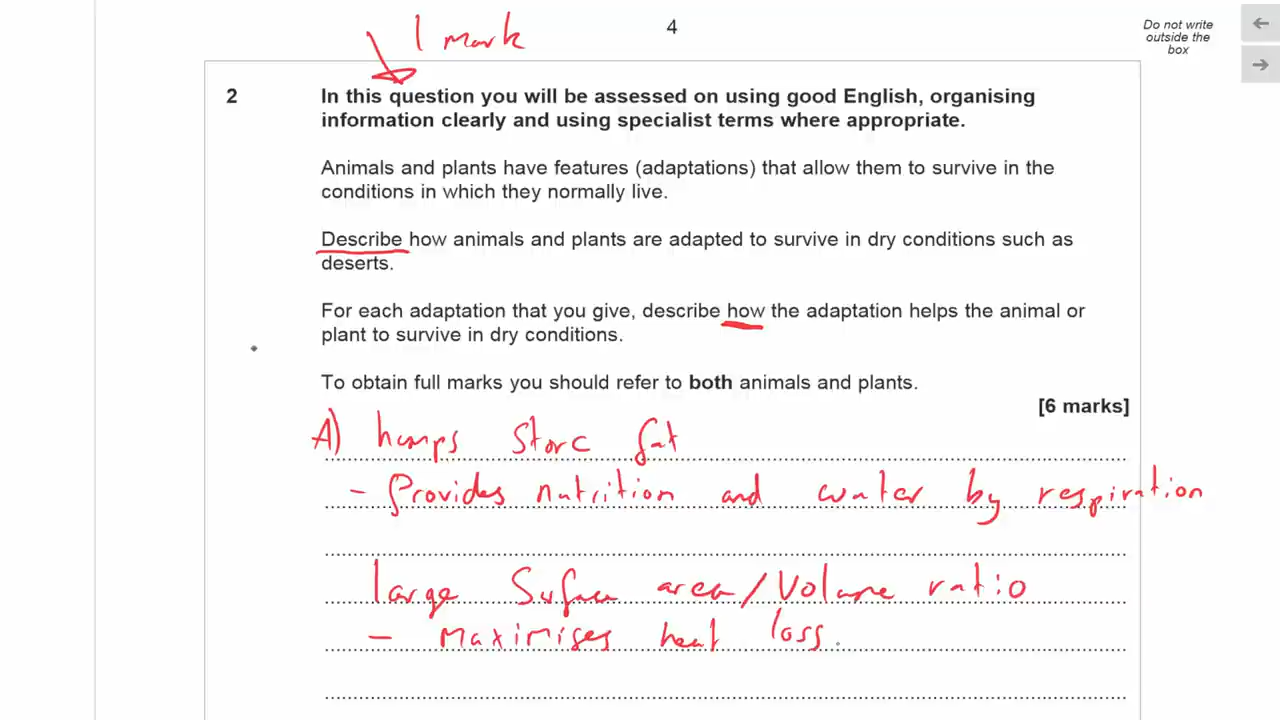 1 mark
4
Do not write
outside the
box
2 In this question you will be assessed on using good English, organising
information clearly and using specialist terms where appropriate.
Animals and plants have features (adaptations) that allow them to survive in the
conditions in which they normally live.
Describe how animals and plants are adapted to survive in dry conditions such as
deserts.
For each adaptation that you give, describe how the adaptation helps the animal or
plant to survive in dry conditions.
To obtain full marks you should refer to both animals and plants.
[6 marks]
A) humps store fat
- Provides nutrition and water by respiration
large Surface area/Volume ratio
- Maximises heat loss.